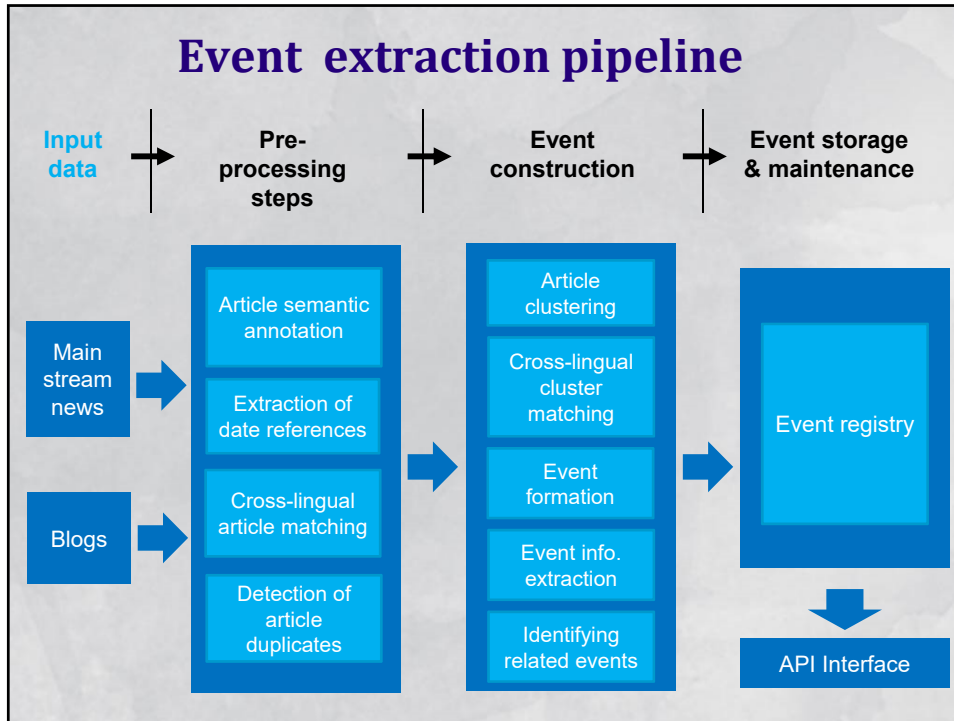 Event extraction pipeline
Input
data
Pre-
processing
steps
Event
construction
Event storage
& maintenance
Main
stream
news
Blogs
Article semantic
annotation
Extraction of
date references
Cross-lingual
article matching
Detection of
article
duplicates
Article
clustering
Cross-lingual
cluster
matching
Event
formation
Event info.
extraction
Identifying
related events
Event registry
API Interface